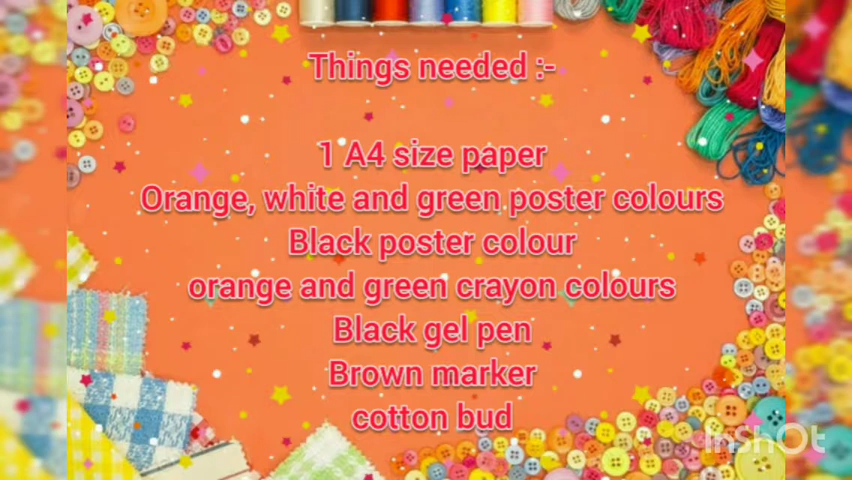 Things needed :-
1 A4 size paper
Orange, white and green poster colours
Black poster colour
orange and green crayon colours
Black gel pen
Brown marker
cotton bud
InShOt